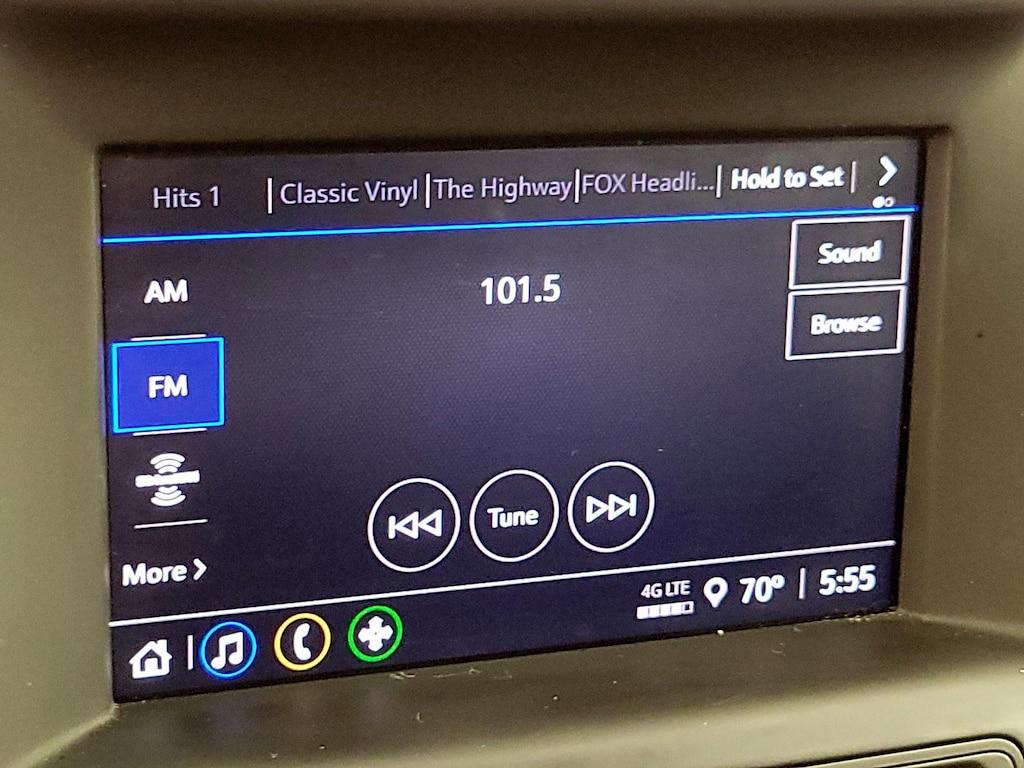 Hits 1 | Classic Vinyl | The Highway | FOX Headli... | Hold to Set |
Sound
AM
101.5
Browse
FM
Tune
More
4G LTE 70° | 5:55